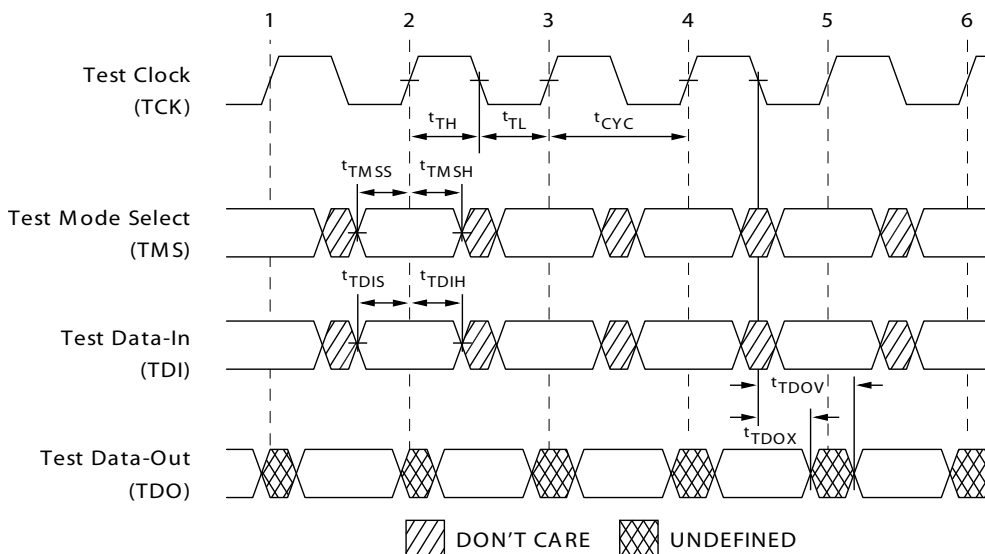 1 2 3 4 5 6
Test Clock
(TCK)
tTH tTL tCYC
tTMSS tTMSH
Test Mode Select
(TMS)
tTDIS tTDIH
Test Data-In
(TDI)
tTDOV
tTDOX
Test Data-Out
(TDO)
DON'T CARE UNDEFINED